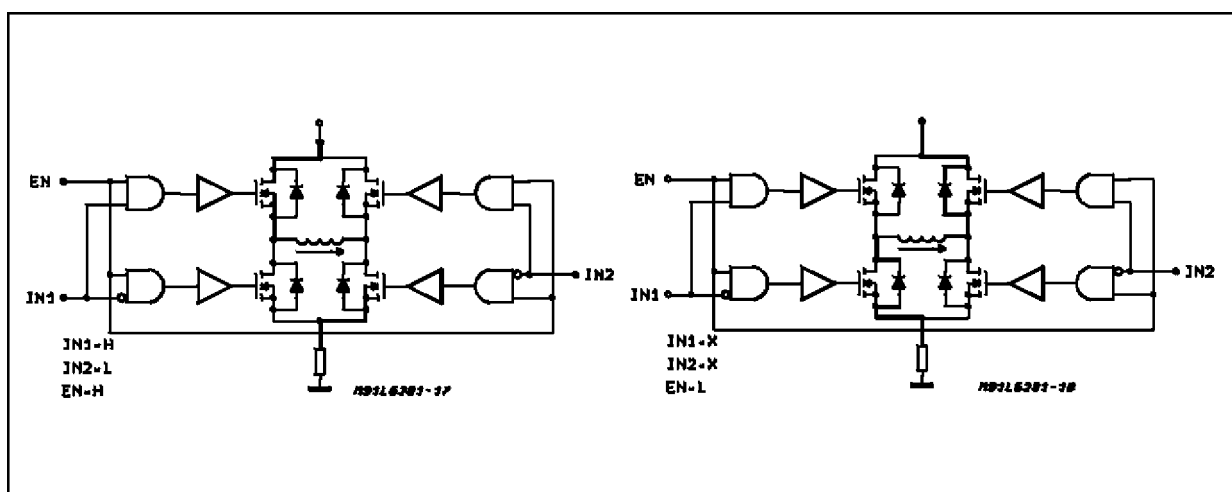 EN
IN1
IN2
IN1=H
IN2=L
EN=H
EN
IN1
IN2
IN1=X
IN2=X
EN=L